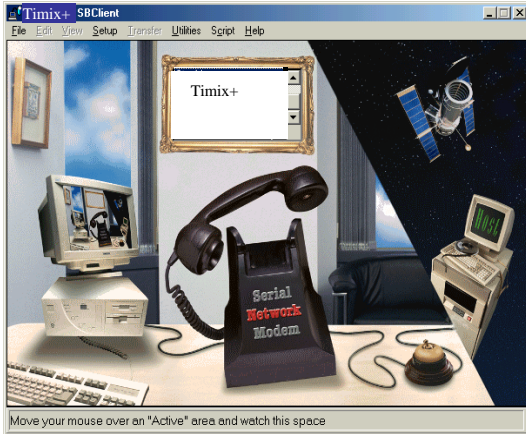 Timix+ SBClient
File Edit View Setup Transfer Utilities Script Help
Timix+
Host
Serial
Network
Modem
Move your mouse over an "Active" area and watch this space